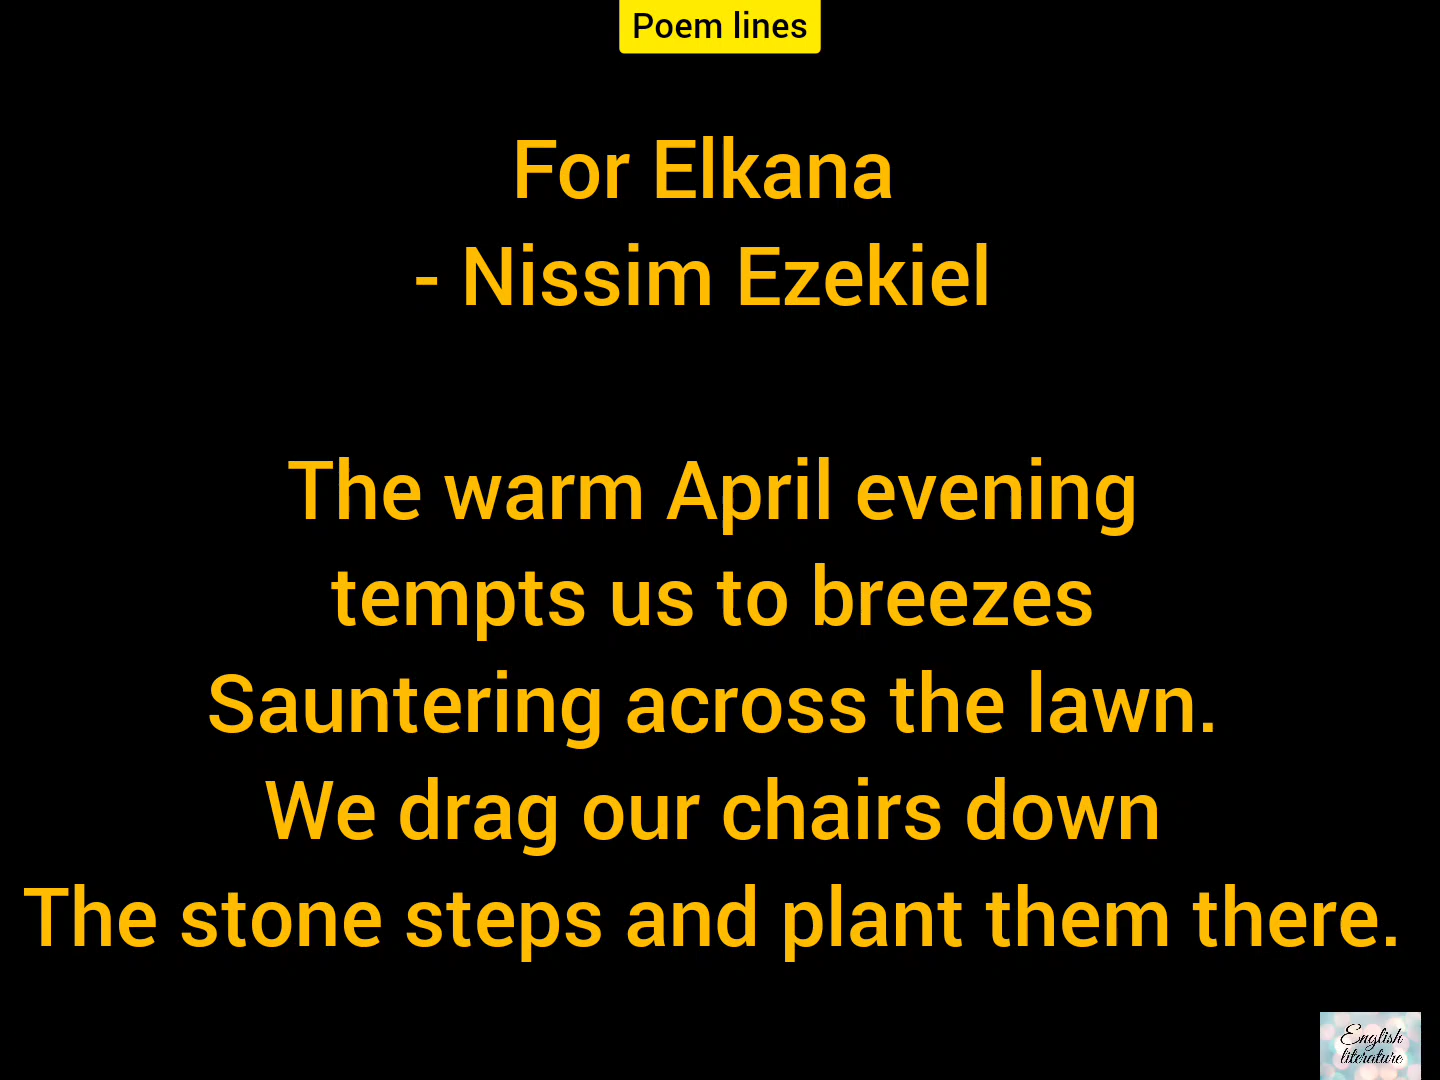 Poem lines
For Elkana
- Nissim Ezekiel
The warm April evening
tempts us to breezes
Sauntering across the lawn.
We drag our chairs down
The stone steps and plant them there.
English
literature